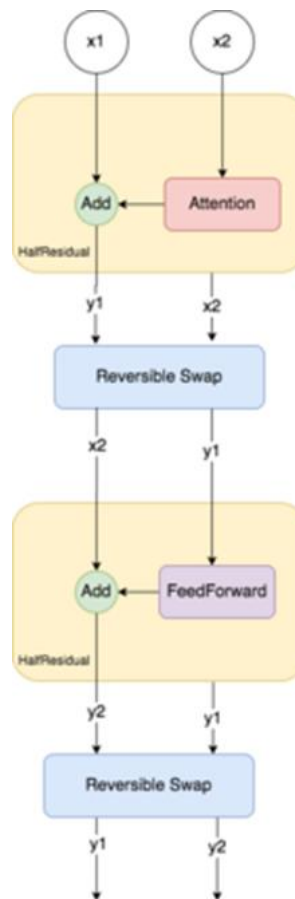 x1 x2
Add Attention
HalfResidual
y1 x2
Reversible Swap
x2 y1
Add FeedForward
HalfResidual
y2 y1
Reversible Swap
y1 y2